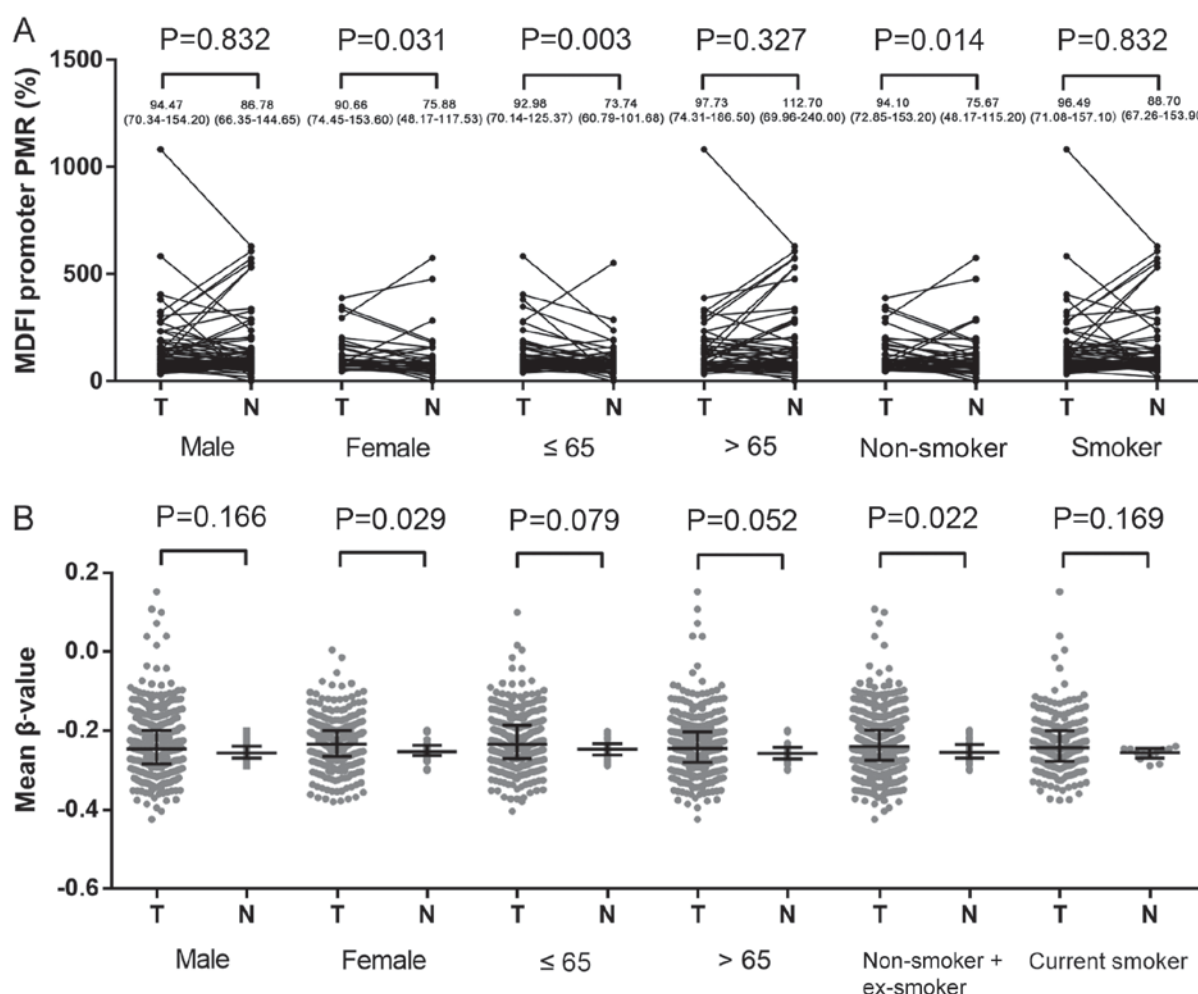 A
P=0.832 P=0.031 P=0.003 P=0.327 P=0.014 P=0.832
MDFI promoter PMR (%)
1500
94.47 86.78 90.66 75.88 92.98 73.74 97.73 112.70 94.10 75.67 96.49 88.70
(70.34-154.20) (66.35-144.65) (74.45-153.60) (48.17-117.53) (70.14-125.37) (60.79-101.68) (74.31-186.50) (69.96-240.00) (72.85-153.20) (48.17-115.20) (71.08-157.10) (67.26-153.90
1000
500
0
T N T N T N T N T N T N
Male Female ≤ 65 > 65 Non-smoker Smoker
B
P=0.166 P=0.029 P=0.079 P=0.052 P=0.022 P=0.169
Mean β-value
0.2
0.0
-0.2
-0.4
-0.6
T N T N T N T N T N T N
Male Female ≤ 65 > 65 Non-smoker + Current smoker
ex-smoker